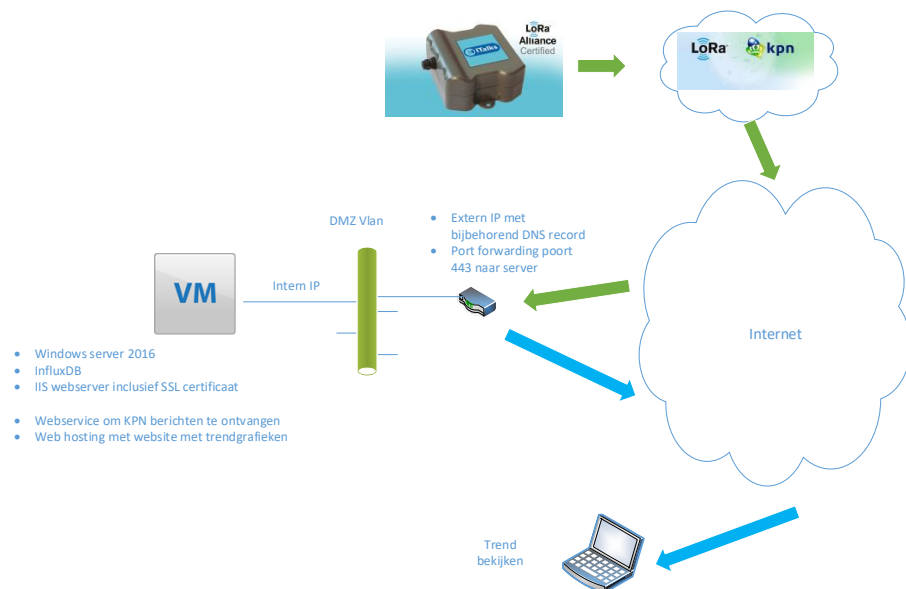 LoRa
Alliance
Certified
ITalks
LoRa
kpn
DMZ Vlan
• Extern IP met
bijbehorend DNS record
• Port forwarding poort
443 naar server
VM
Intern IP
Internet
• Windows server 2016
• InfluxDB
• IIS webserver inclusief SSL certificaat
• Webservice om KPN berichten te ontvangen
• Web hosting met website met trendgrafieken
Trend
bekijken